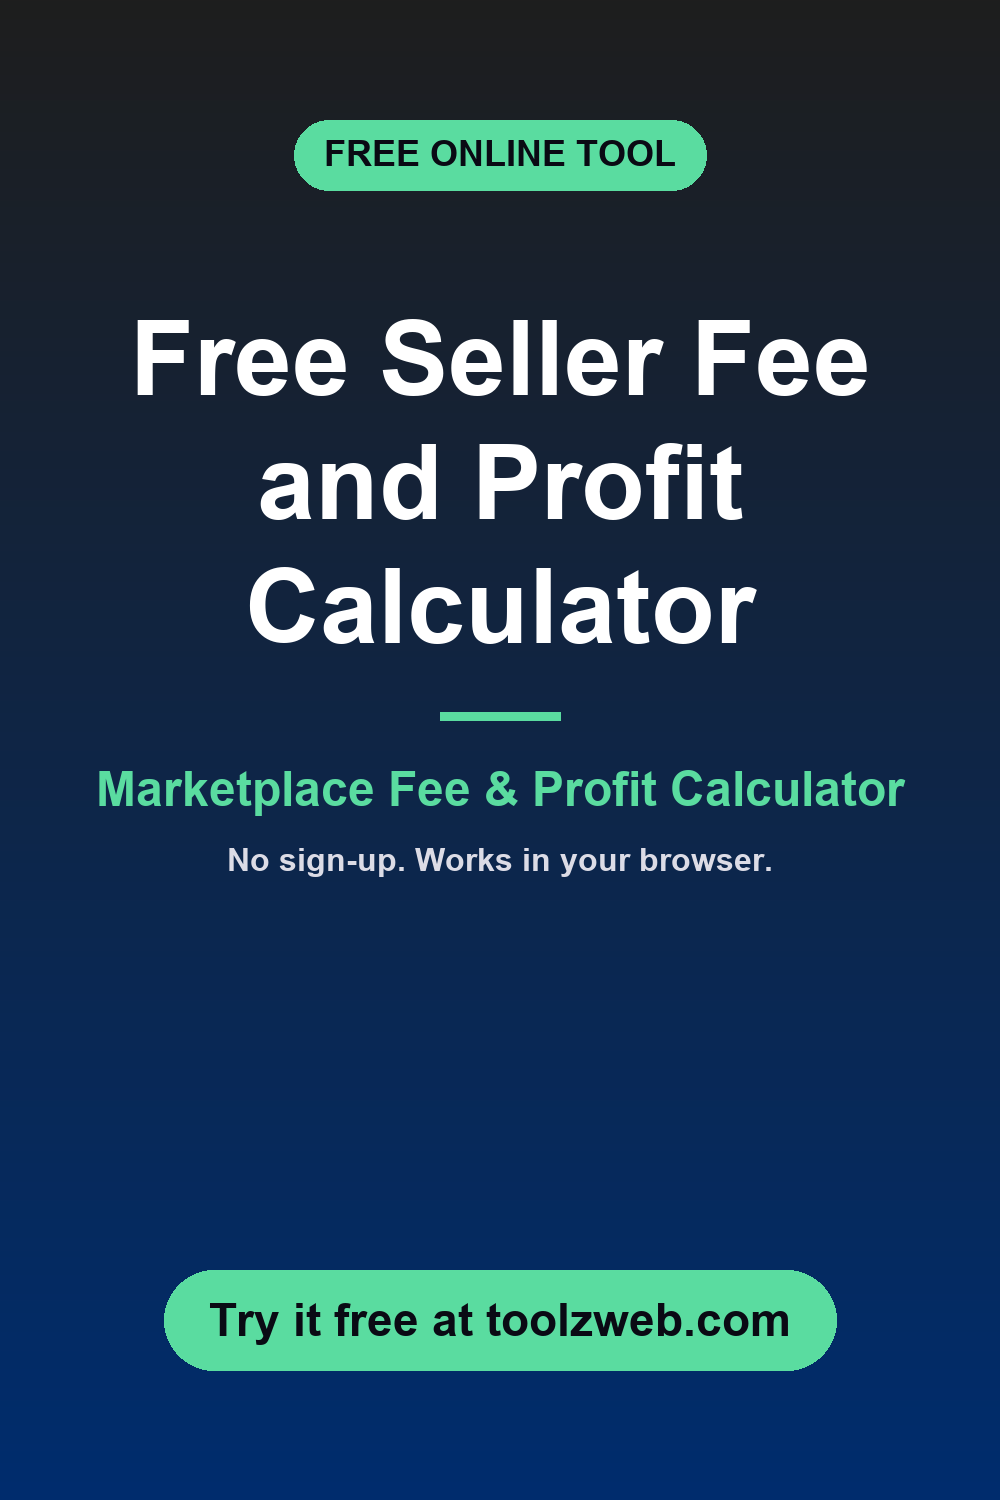 FREE ONLINE TOOL
Free Seller Fee
and Profit
Calculator
Marketplace Fee & Profit Calculator
No sign-up. Works in your browser.
Try it free at toolzweb.com